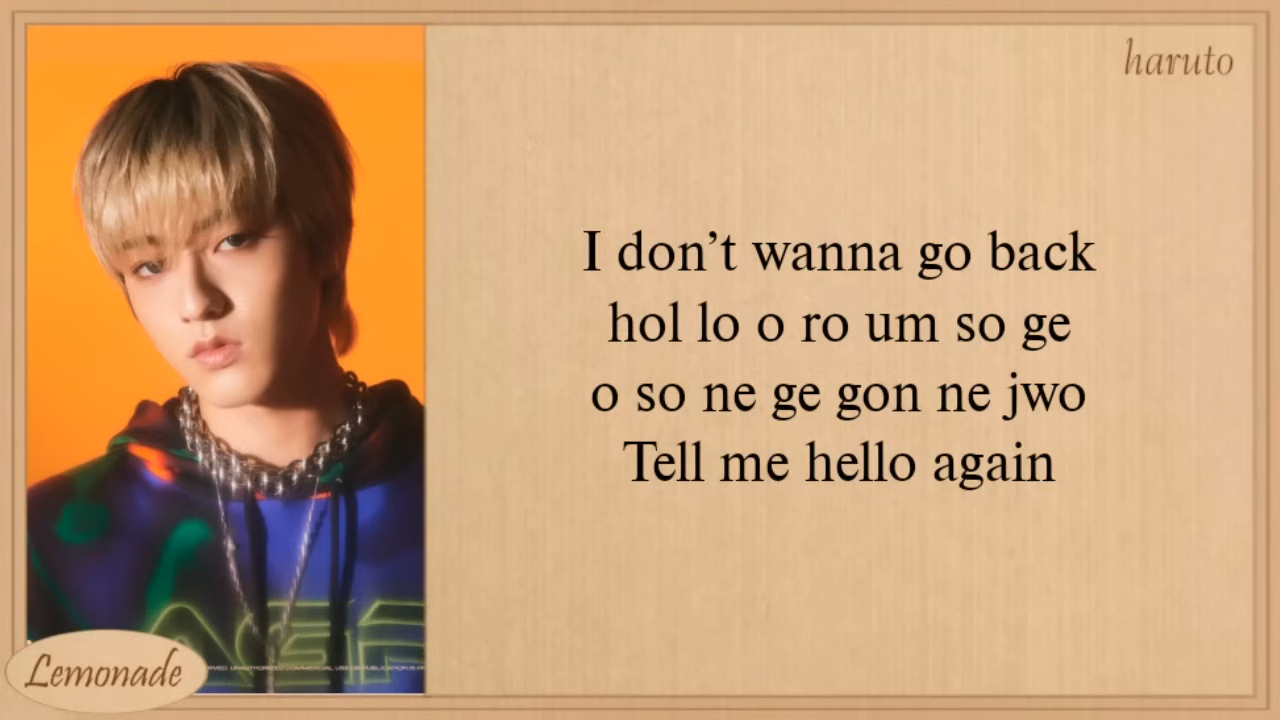 haruto
I don’t wanna go back
hol lo o ro um so ge
o so ne ge gon ne jwo
Tell me hello again
Lemonade